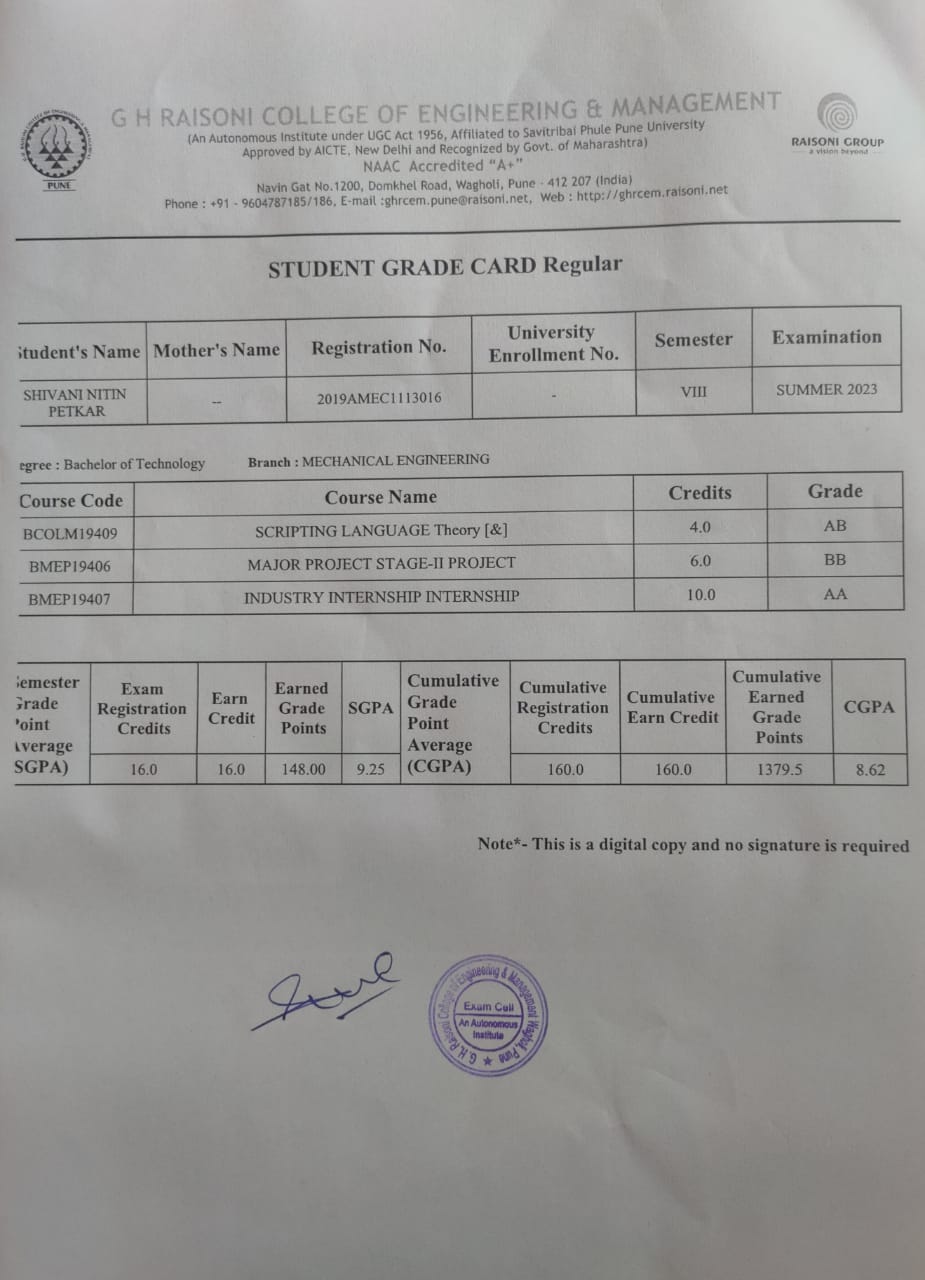 G H RAISONI COLLEGE OF ENGINEERING & MANAGEMENT
(An Autonomous Institute under UGC Act 1956, Affiliated to Savitribai Phule Pune University
Approved by AICTE, New Delhi and Recognized by Govt. of Maharashtra)
NAAC Accredited “A+”
Navin Gat No.1200, Domkhel Road, Wagholi, Pune - 412 207 (India)
Phone : +91 - 9604787185/186, E-mail :ghrcem.pune@raisoni.net, Web : http://ghrcem.raisoni.net
PUNE
RAISONI GROUP
a vision beyond
STUDENT GRADE CARD Regular
tudent's Name Mother's Name Registration No. University Enrollment No. Semester Examination
SHIVANI NITIN PETKAR -- 2019AMEC1113016 - VIII SUMMER 2023
egree : Bachelor of Technology Branch : MECHANICAL ENGINEERING
Course Code Course Name Credits Grade
BCOLM19409 SCRIPTING LANGUAGE Theory [&] 4.0 AB
BMEP19406 MAJOR PROJECT STAGE-II PROJECT 6.0 BB
BMEP19407 INDUSTRY INTERNSHIP INTERNSHIP 10.0 AA
emester Grade Point Average SGPA) Exam Registration Credits Earn Credit Earned Grade Points SGPA Cumulative Grade Point Average (CGPA) Cumulative Registration Credits Cumulative Earn Credit Cumulative Earned Grade Points CGPA
16.0 16.0 148.00 9.25 160.0 160.0 1379.5 8.62
Note*- This is a digital copy and no signature is required
G. H. Raisoni College of Engineering & Management Wagholi, Pune
Exam Cell
An Autonomous
Institute